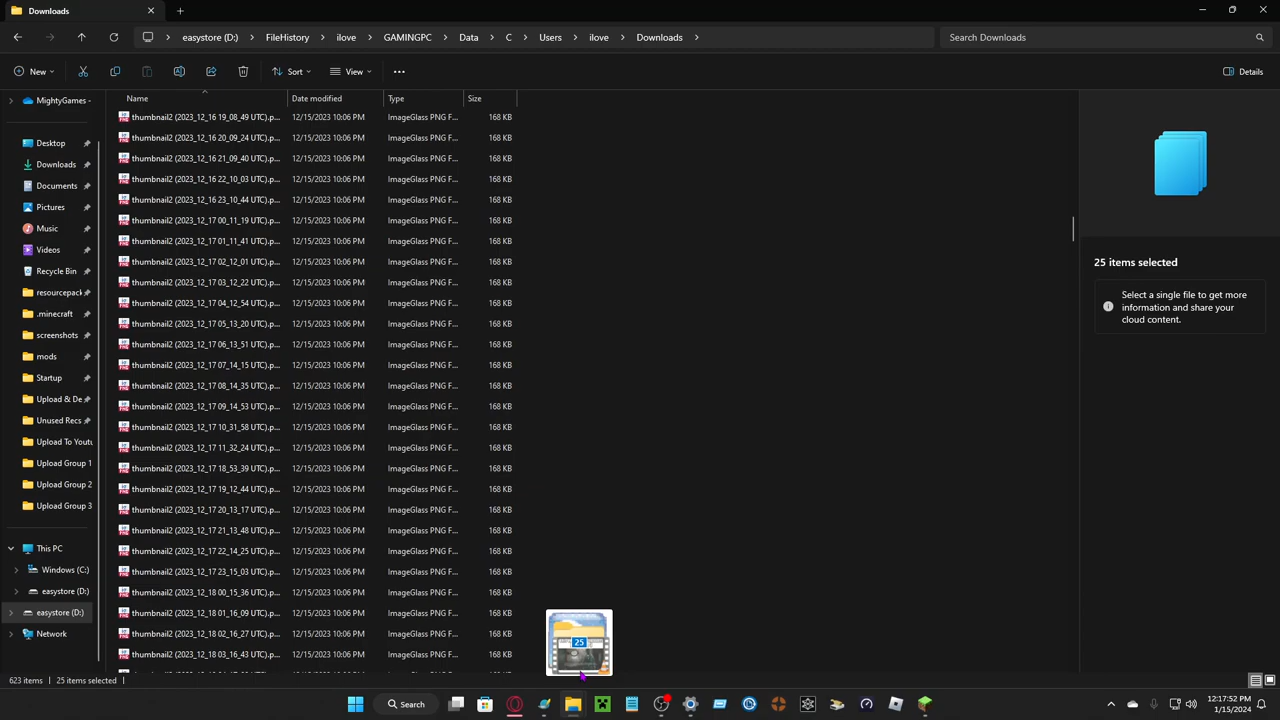 Downloads
easystore (D:) > FileHistory > ilove > GAMINGPC > Data > C > Users > ilove > Downloads >
Search Downloads
New
Sort
View
Details
Name Date modified Type Size
MightyGames -
Desktop
Downloads
Documents
Pictures
Music
Videos
Recycle Bin
resourcepack
.minecraft
screenshots
mods
Startup
Upload & De
Unused Recs
Upload To Youtu
Upload Group 1
Upload Group 2
Upload Group 3
This PC
Windows (C:)
easystore (D:)
easystore (D:)
Network
thumbnail2 (2023_12_16 19_08_49 UTC).p... 12/15/2023 10:06 PM ImageGlass PNG F... 168 KB
thumbnail2 (2023_12_16 20_09_24 UTC).p... 12/15/2023 10:06 PM ImageGlass PNG F... 168 KB
thumbnail2 (2023_12_16 21_09_40 UTC).p... 12/15/2023 10:06 PM ImageGlass PNG F... 168 KB
thumbnail2 (2023_12_16 22_10_03 UTC).p... 12/15/2023 10:06 PM ImageGlass PNG F... 168 KB
thumbnail2 (2023_12_16 23_10_44 UTC).p... 12/15/2023 10:06 PM ImageGlass PNG F... 168 KB
thumbnail2 (2023_12_17 00_11_19 UTC).p... 12/15/2023 10:06 PM ImageGlass PNG F... 168 KB
thumbnail2 (2023_12_17 01_11_41 UTC).p... 12/15/2023 10:06 PM ImageGlass PNG F... 168 KB
thumbnail2 (2023_12_17 02_12_01 UTC).p... 12/15/2023 10:06 PM ImageGlass PNG F... 168 KB
thumbnail2 (2023_12_17 03_12_22 UTC).p... 12/15/2023 10:06 PM ImageGlass PNG F... 168 KB
thumbnail2 (2023_12_17 04_12_54 UTC).p... 12/15/2023 10:06 PM ImageGlass PNG F... 168 KB
thumbnail2 (2023_12_17 05_13_20 UTC).p... 12/15/2023 10:06 PM ImageGlass PNG F... 168 KB
thumbnail2 (2023_12_17 06_13_51 UTC).p... 12/15/2023 10:06 PM ImageGlass PNG F... 168 KB
thumbnail2 (2023_12_17 07_14_15 UTC).p... 12/15/2023 10:06 PM ImageGlass PNG F... 168 KB
thumbnail2 (2023_12_17 08_14_35 UTC).p... 12/15/2023 10:06 PM ImageGlass PNG F... 168 KB
thumbnail2 (2023_12_17 09_14_53 UTC).p... 12/15/2023 10:06 PM ImageGlass PNG F... 168 KB
thumbnail2 (2023_12_17 10_31_58 UTC).p... 12/15/2023 10:06 PM ImageGlass PNG F... 168 KB
thumbnail2 (2023_12_17 11_32_24 UTC).p... 12/15/2023 10:06 PM ImageGlass PNG F... 168 KB
thumbnail2 (2023_12_17 18_53_39 UTC).p... 12/15/2023 10:06 PM ImageGlass PNG F... 168 KB
thumbnail2 (2023_12_17 19_12_44 UTC).p... 12/15/2023 10:06 PM ImageGlass PNG F... 168 KB
thumbnail2 (2023_12_17 20_13_17 UTC).p... 12/15/2023 10:06 PM ImageGlass PNG F... 168 KB
thumbnail2 (2023_12_17 21_13_48 UTC).p... 12/15/2023 10:06 PM ImageGlass PNG F... 168 KB
thumbnail2 (2023_12_17 22_14_25 UTC).p... 12/15/2023 10:06 PM ImageGlass PNG F... 168 KB
thumbnail2 (2023_12_17 23_15_03 UTC).p... 12/15/2023 10:06 PM ImageGlass PNG F... 168 KB
thumbnail2 (2023_12_18 00_15_36 UTC).p... 12/15/2023 10:06 PM ImageGlass PNG F... 168 KB
thumbnail2 (2023_12_18 01_16_09 UTC).p... 12/15/2023 10:06 PM ImageGlass PNG F... 168 KB
thumbnail2 (2023_12_18 02_16_27 UTC).p... 12/15/2023 10:06 PM ImageGlass PNG F... 168 KB
thumbnail2 (2023_12_18 03_16_43 UTC).p... 12/15/2023 10:06 PM ImageGlass PNG F... 168 KB
25
25 items selected
Select a single file to get more
information and share your
cloud content.
623 items 25 items selected
Search
12:17:52 PM
1/15/2024